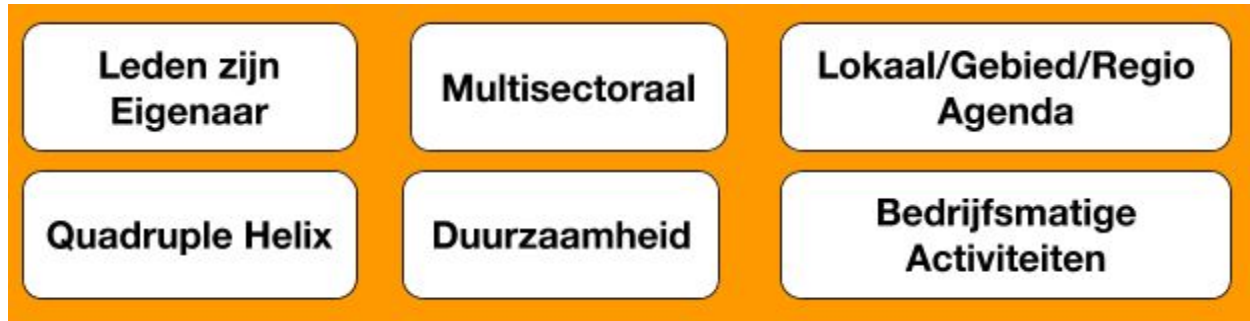 Leden zijn
Eigenaar
Multisectoraal
Lokaal/Gebied/Regio
Agenda
Quadruple Helix
Duurzaamheid
Bedrijfsmatige
Activiteiten